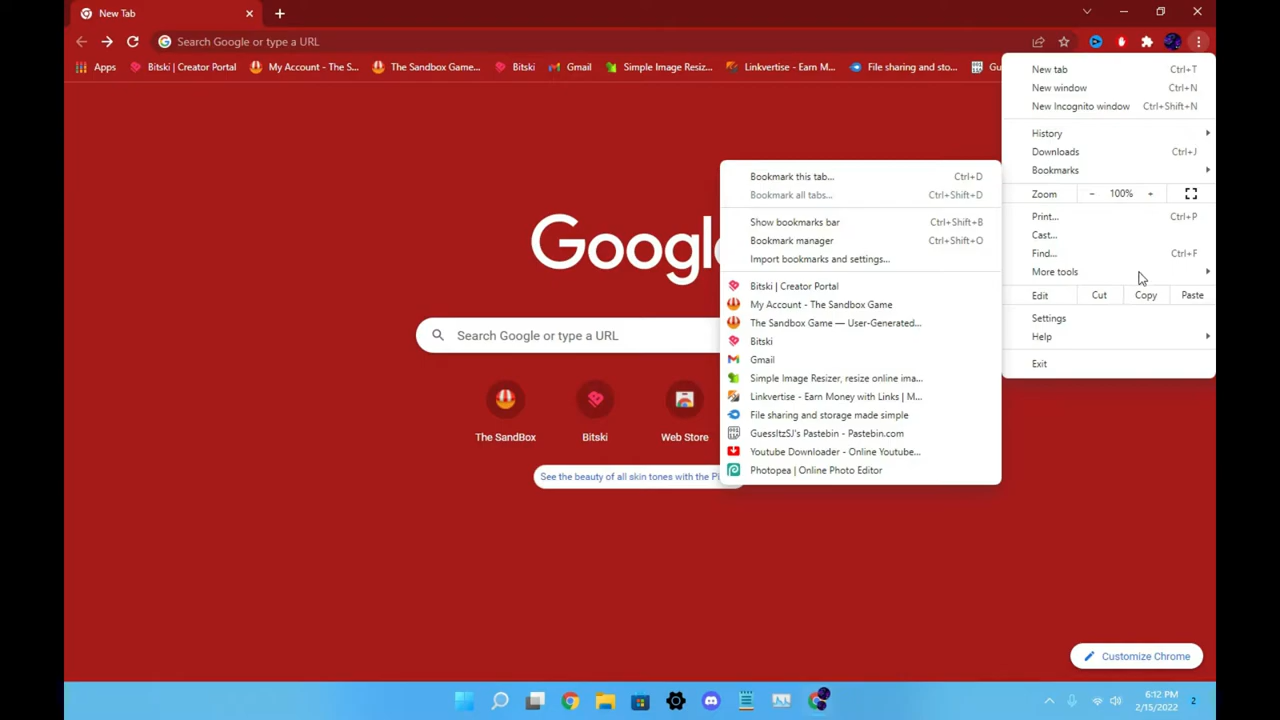 New Tab
Search Google or type a URL
Apps
Bitski | Creator Portal
My Account - The S...
The Sandbox Game...
Bitski
Gmail
Simple Image Resiz...
Linkvertise - Earn M...
File sharing and sto...
Gu
New tab Ctrl+T
New window Ctrl+N
New Incognito window Ctrl+Shift+N
History
Downloads Ctrl+J
Bookmarks
Zoom − 100% +
Print... Ctrl+P
Cast...
Find... Ctrl+F
More tools
Edit Cut Copy Paste
Settings
Help
Exit
Bookmark this tab... Ctrl+D
Bookmark all tabs... Ctrl+Shift+D
Show bookmarks bar Ctrl+Shift+B
Bookmark manager Ctrl+Shift+O
Import bookmarks and settings...
Bitski | Creator Portal
My Account - The Sandbox Game
The Sandbox Game — User-Generated...
Bitski
Gmail
Simple Image Resizer, resize online ima...
Linkvertise - Earn Money with Links | M...
File sharing and storage made simple
GuessItzSJ's Pastebin - Pastebin.com
Youtube Downloader - Online Youtube...
Photopea | Online Photo Editor
Googl
Search Google or type a URL
The SandBox
Bitski
Web Store
See the beauty of all skin tones with the Pi
Customize Chrome
6:12 PM
2/15/2022
2